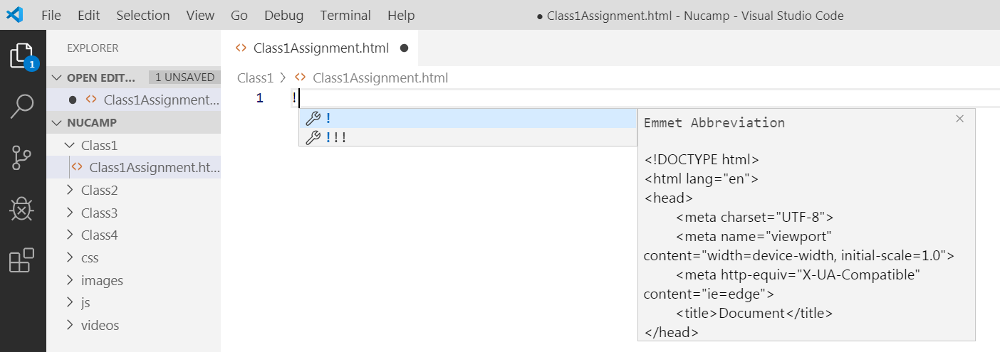 File Edit Selection View Go Debug Terminal Help ● Class1Assignment.html - Nucamp - Visual Studio Code
EXPLORER
OPEN EDIT... 1 UNSAVED
Class1Assignment...
NUCAMP
Class1
Class1Assignment.ht...
Class2
Class3
Class4
css
images
js
videos
1
Class1Assignment.html ●
Class1 > Class1Assignment.html
1 !
!
!!!
Emmet Abbreviation ×
<!DOCTYPE html>
<html lang="en">
<head>
<meta charset="UTF-8">
<meta name="viewport"
content="width=device-width, initial-scale=1.0">
<meta http-equiv="X-UA-Compatible"
content="ie=edge">
<title>Document</title>
</head>